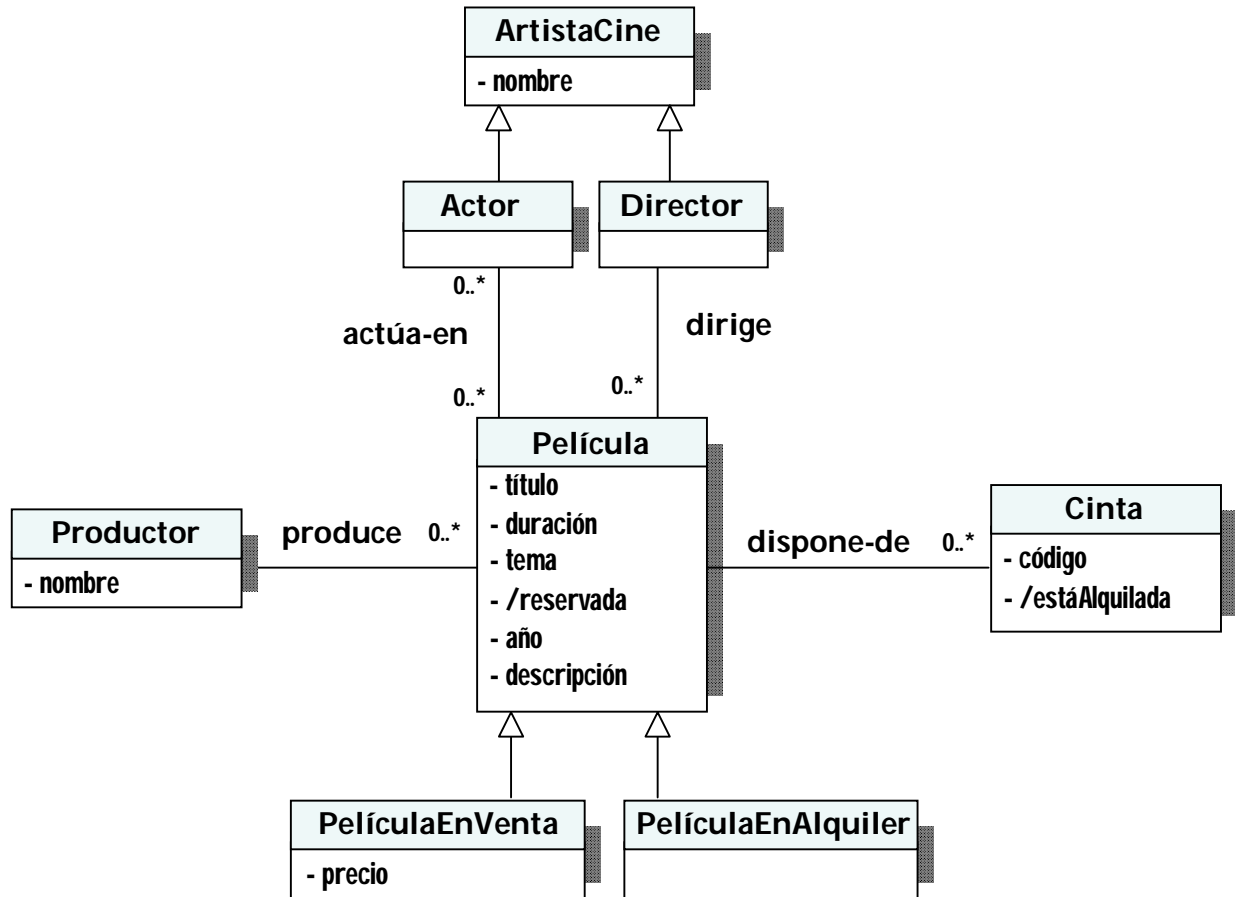 ArtistaCine
- nombre
Actor
Director
0..*
actúa-en
dirige
0..*
0..*
Película
- título
- duración
- tema
- /reservada
- año
- descripción
Productor
- nombre
produce
0..*
dispone-de
0..*
Cinta
- código
- /estáAlquilada
PelículaEnVenta
- precio
PelículaEnAlquiler